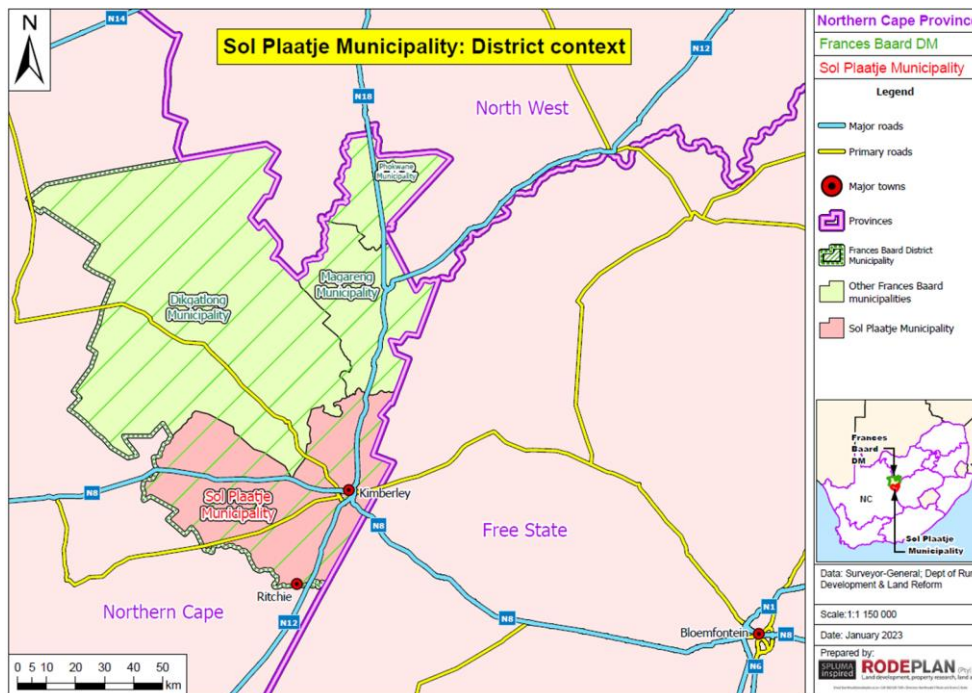 N
Sol Plaatje Municipality: District context
N14
N18
N12
North West
Phokwane
Municipality
Magareng
Municipality
Dikgatlong
Municipality
Sol Plaatje
Municipality
Kimberley
N8
N8
Free State
Ritchie
Northern Cape
N12
N8
Bloemfontein
N1
N8
N6
0 5 10 20 30 40 50
km
Northern Cape Provinc
Frances Baard DM
Sol Plaatje Municipality
Legend
Major roads
Primary roads
Major towns
Provinces
Frances Baard District
Municipality
Other Frances Baard
municipalities
Sol Plaatje Municipality
Frances
Baard
DM
NC
Sol Plaatje
Municipality
Data: Surveyor-General; Dept of Rur
Development & Land Reform
Scale:1:1 150 000
Date: January 2023
Prepared by:
SPLUMA
inspired
RODEPLAN (Pty)
Land development, property research, land